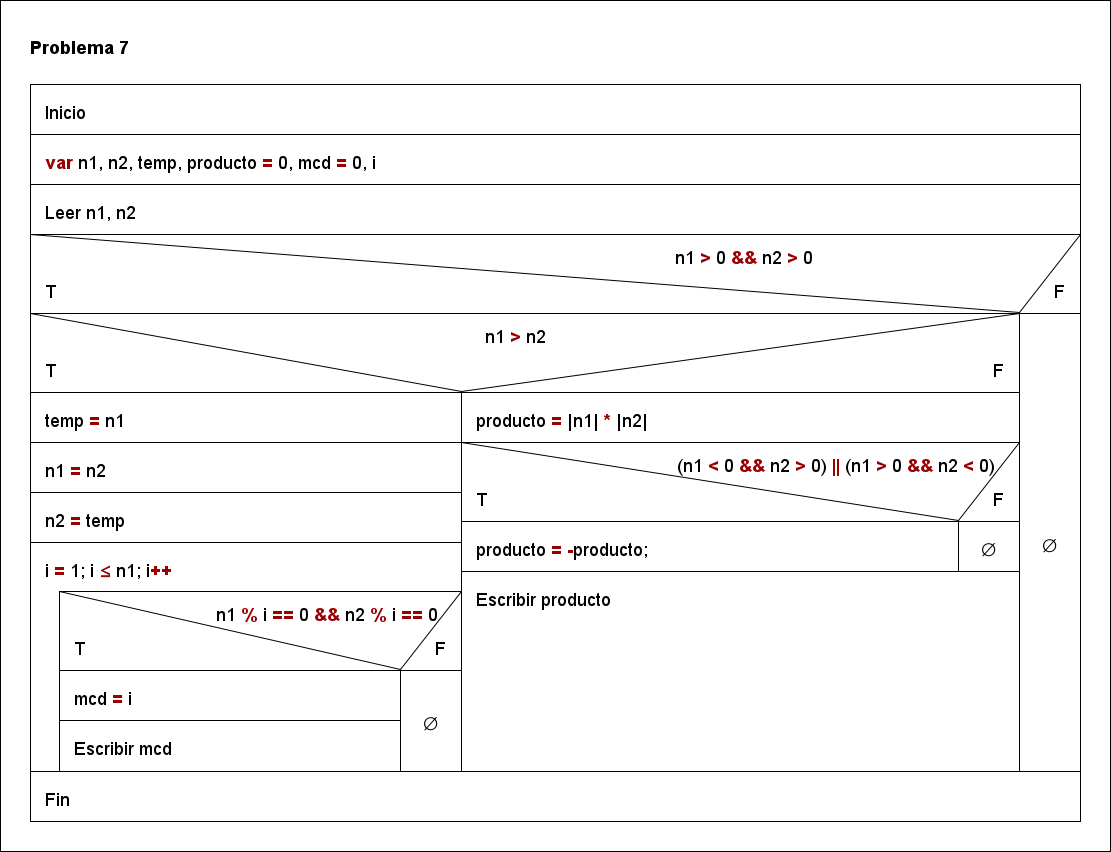 Problema 7
Inicio
var n1, n2, temp, producto = 0, mcd = 0, i
Leer n1, n2
n1 > 0 && n2 > 0
T
F
n1 > n2
T
F
temp = n1
n1 = n2
n2 = temp
i = 1; i ≤ n1; i++
n1 % i == 0 && n2 % i == 0
T
F
mcd = i
Escribir mcd
∅
producto = |n1| * |n2|
(n1 < 0 && n2 > 0) || (n1 > 0 && n2 < 0)
T
F
producto = -producto;
∅
Escribir producto
∅
Fin